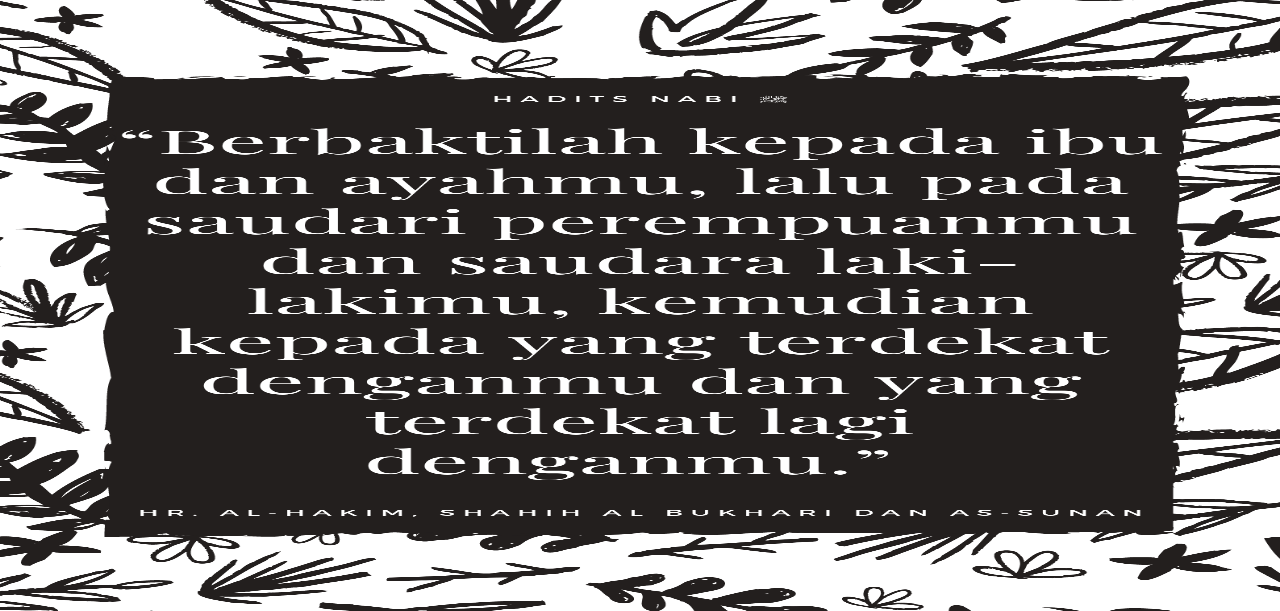 HADITS NABI ﷺ
“Berbaktilah kepada ibu
dan ayahmu, lalu pada
saudari perempuanmu
dan saudara laki-
lakimu, kemudian
kepada yang terdekat
denganmu dan yang
terdekat lagi
denganmu.”
HR. AL-HAKIM, SHAHIH AL BUKHARI DAN AS-SUNAN